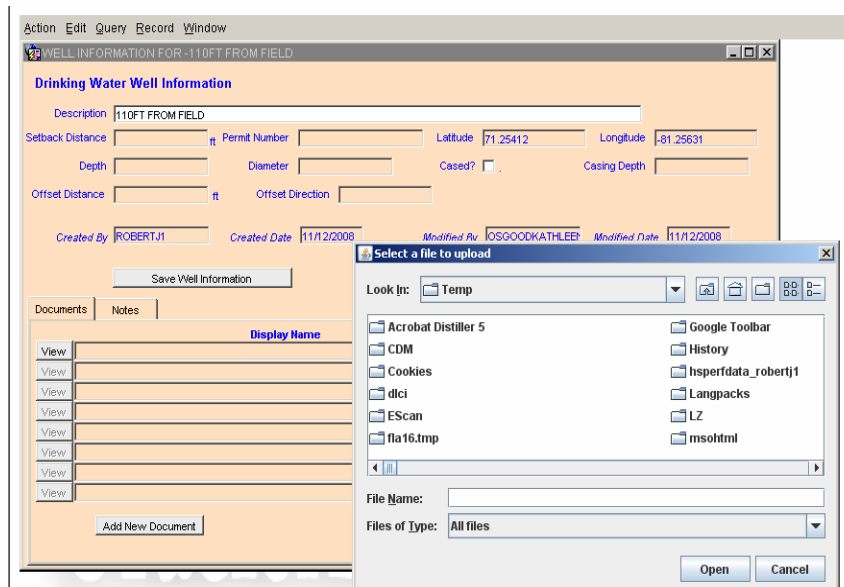 Action Edit Query Record Window
WELL INFORMATION FOR -110FT FROM FIELD
Drinking Water Well Information
Description 110FT FROM FIELD
Setback Distance ft Permit Number Latitude 71.25412 Longitude -81.25631
Depth Diameter Cased? . Casing Depth
Offset Distance ft Offset Direction
Created By ROBERTJ1 Created Date 11/12/2008 Modified By OSGOODKATHLEEN Modified Date 11/12/2008
Save Well Information
Documents Notes
Display Name
View
View
View
View
View
View
View
View
Add New Document
Select a file to upload
Look In: Temp
Acrobat Distiller 5 Google Toolbar
CDM History
Cookies hsperfdata_robertj1
dlci Langpacks
EScan LZ
fla16.tmp msohtml
File Name:
Files of Type: All files
Open Cancel